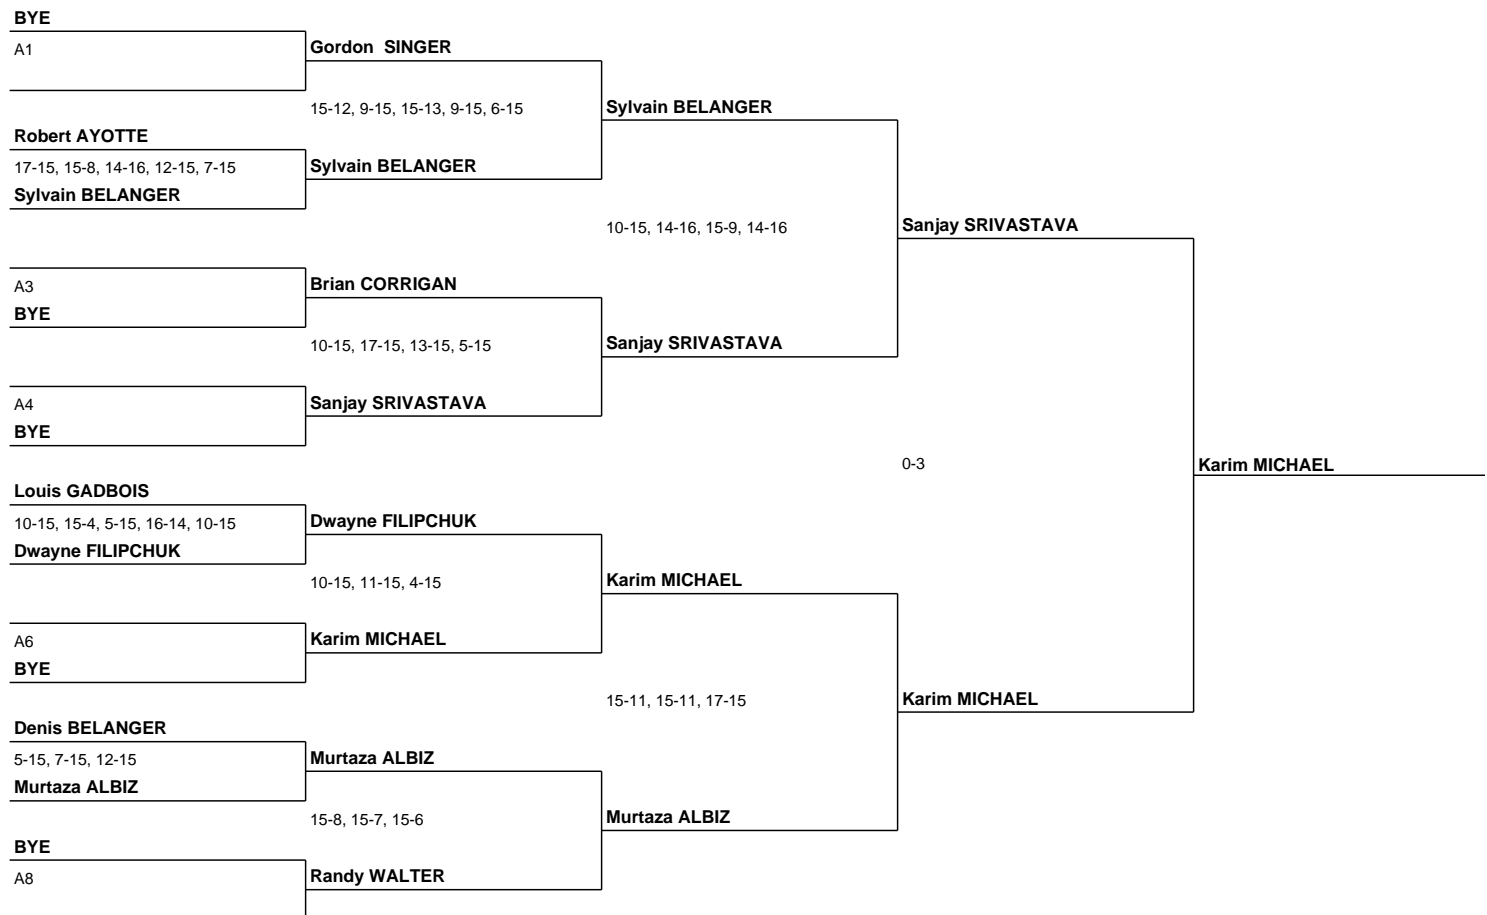 BYE
A1
Gordon  SINGER
15-12, 9-15, 15-13, 9-15, 6-15
Sylvain BELANGER
Robert AYOTTE
17-15, 15-8, 14-16, 12-15, 7-15
Sylvain BELANGER
Sylvain BELANGER
10-15, 14-16, 15-9, 14-16
Sanjay SRIVASTAVA
A3
Brian CORRIGAN
BYE
10-15, 17-15, 13-15, 5-15
Sanjay SRIVASTAVA
A4
Sanjay SRIVASTAVA
BYE
0-3
Karim MICHAEL
Louis GADBOIS
10-15, 15-4, 5-15, 16-14, 10-15
Dwayne FILIPCHUK
Dwayne FILIPCHUK
10-15, 11-15, 4-15
Karim MICHAEL
A6
Karim MICHAEL
BYE
15-11, 15-11, 17-15
Karim MICHAEL
Denis BELANGER
5-15, 7-15, 12-15
Murtaza ALBIZ
Murtaza ALBIZ
15-8, 15-7, 15-6
Murtaza ALBIZ
BYE
A8
Randy WALTER